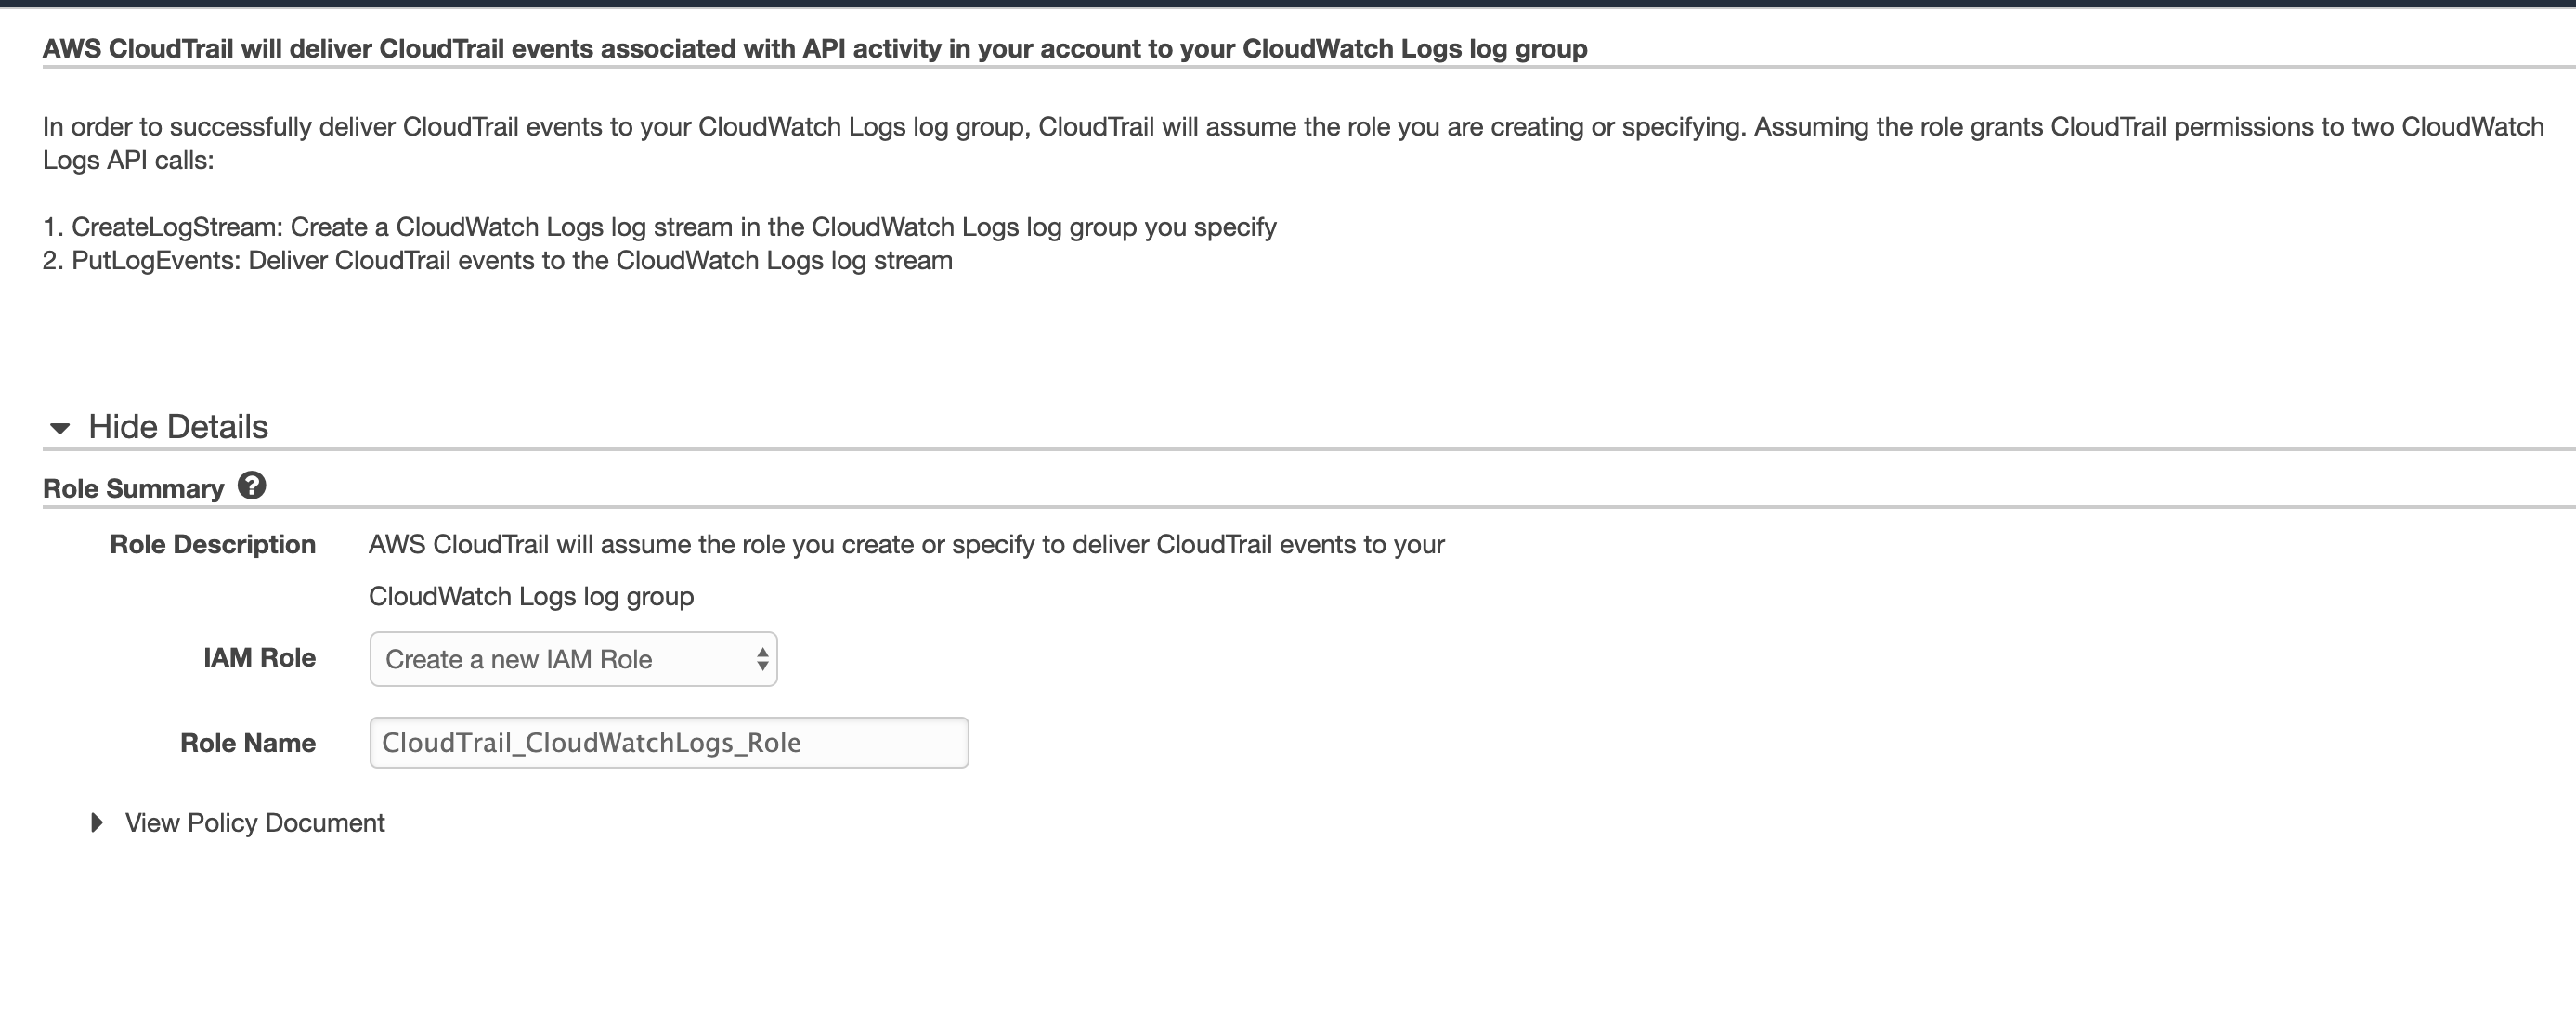 AWS CloudTrail will deliver CloudTrail events associated with API activity in your account to your CloudWatch Logs log group
In order to successfully deliver CloudTrail events to your CloudWatch Logs log group, CloudTrail will assume the role you are creating or specifying. Assuming the role grants CloudTrail permissions to two CloudWatch
Logs API calls:
1. CreateLogStream: Create a CloudWatch Logs log stream in the CloudWatch Logs log group you specify
2. PutLogEvents: Deliver CloudTrail events to the CloudWatch Logs log stream
Hide Details
Role Summary ?
Role Description AWS CloudTrail will assume the role you create or specify to deliver CloudTrail events to your
CloudWatch Logs log group
IAM Role Create a new IAM Role
Role Name CloudTrail_CloudWatchLogs_Role
View Policy Document